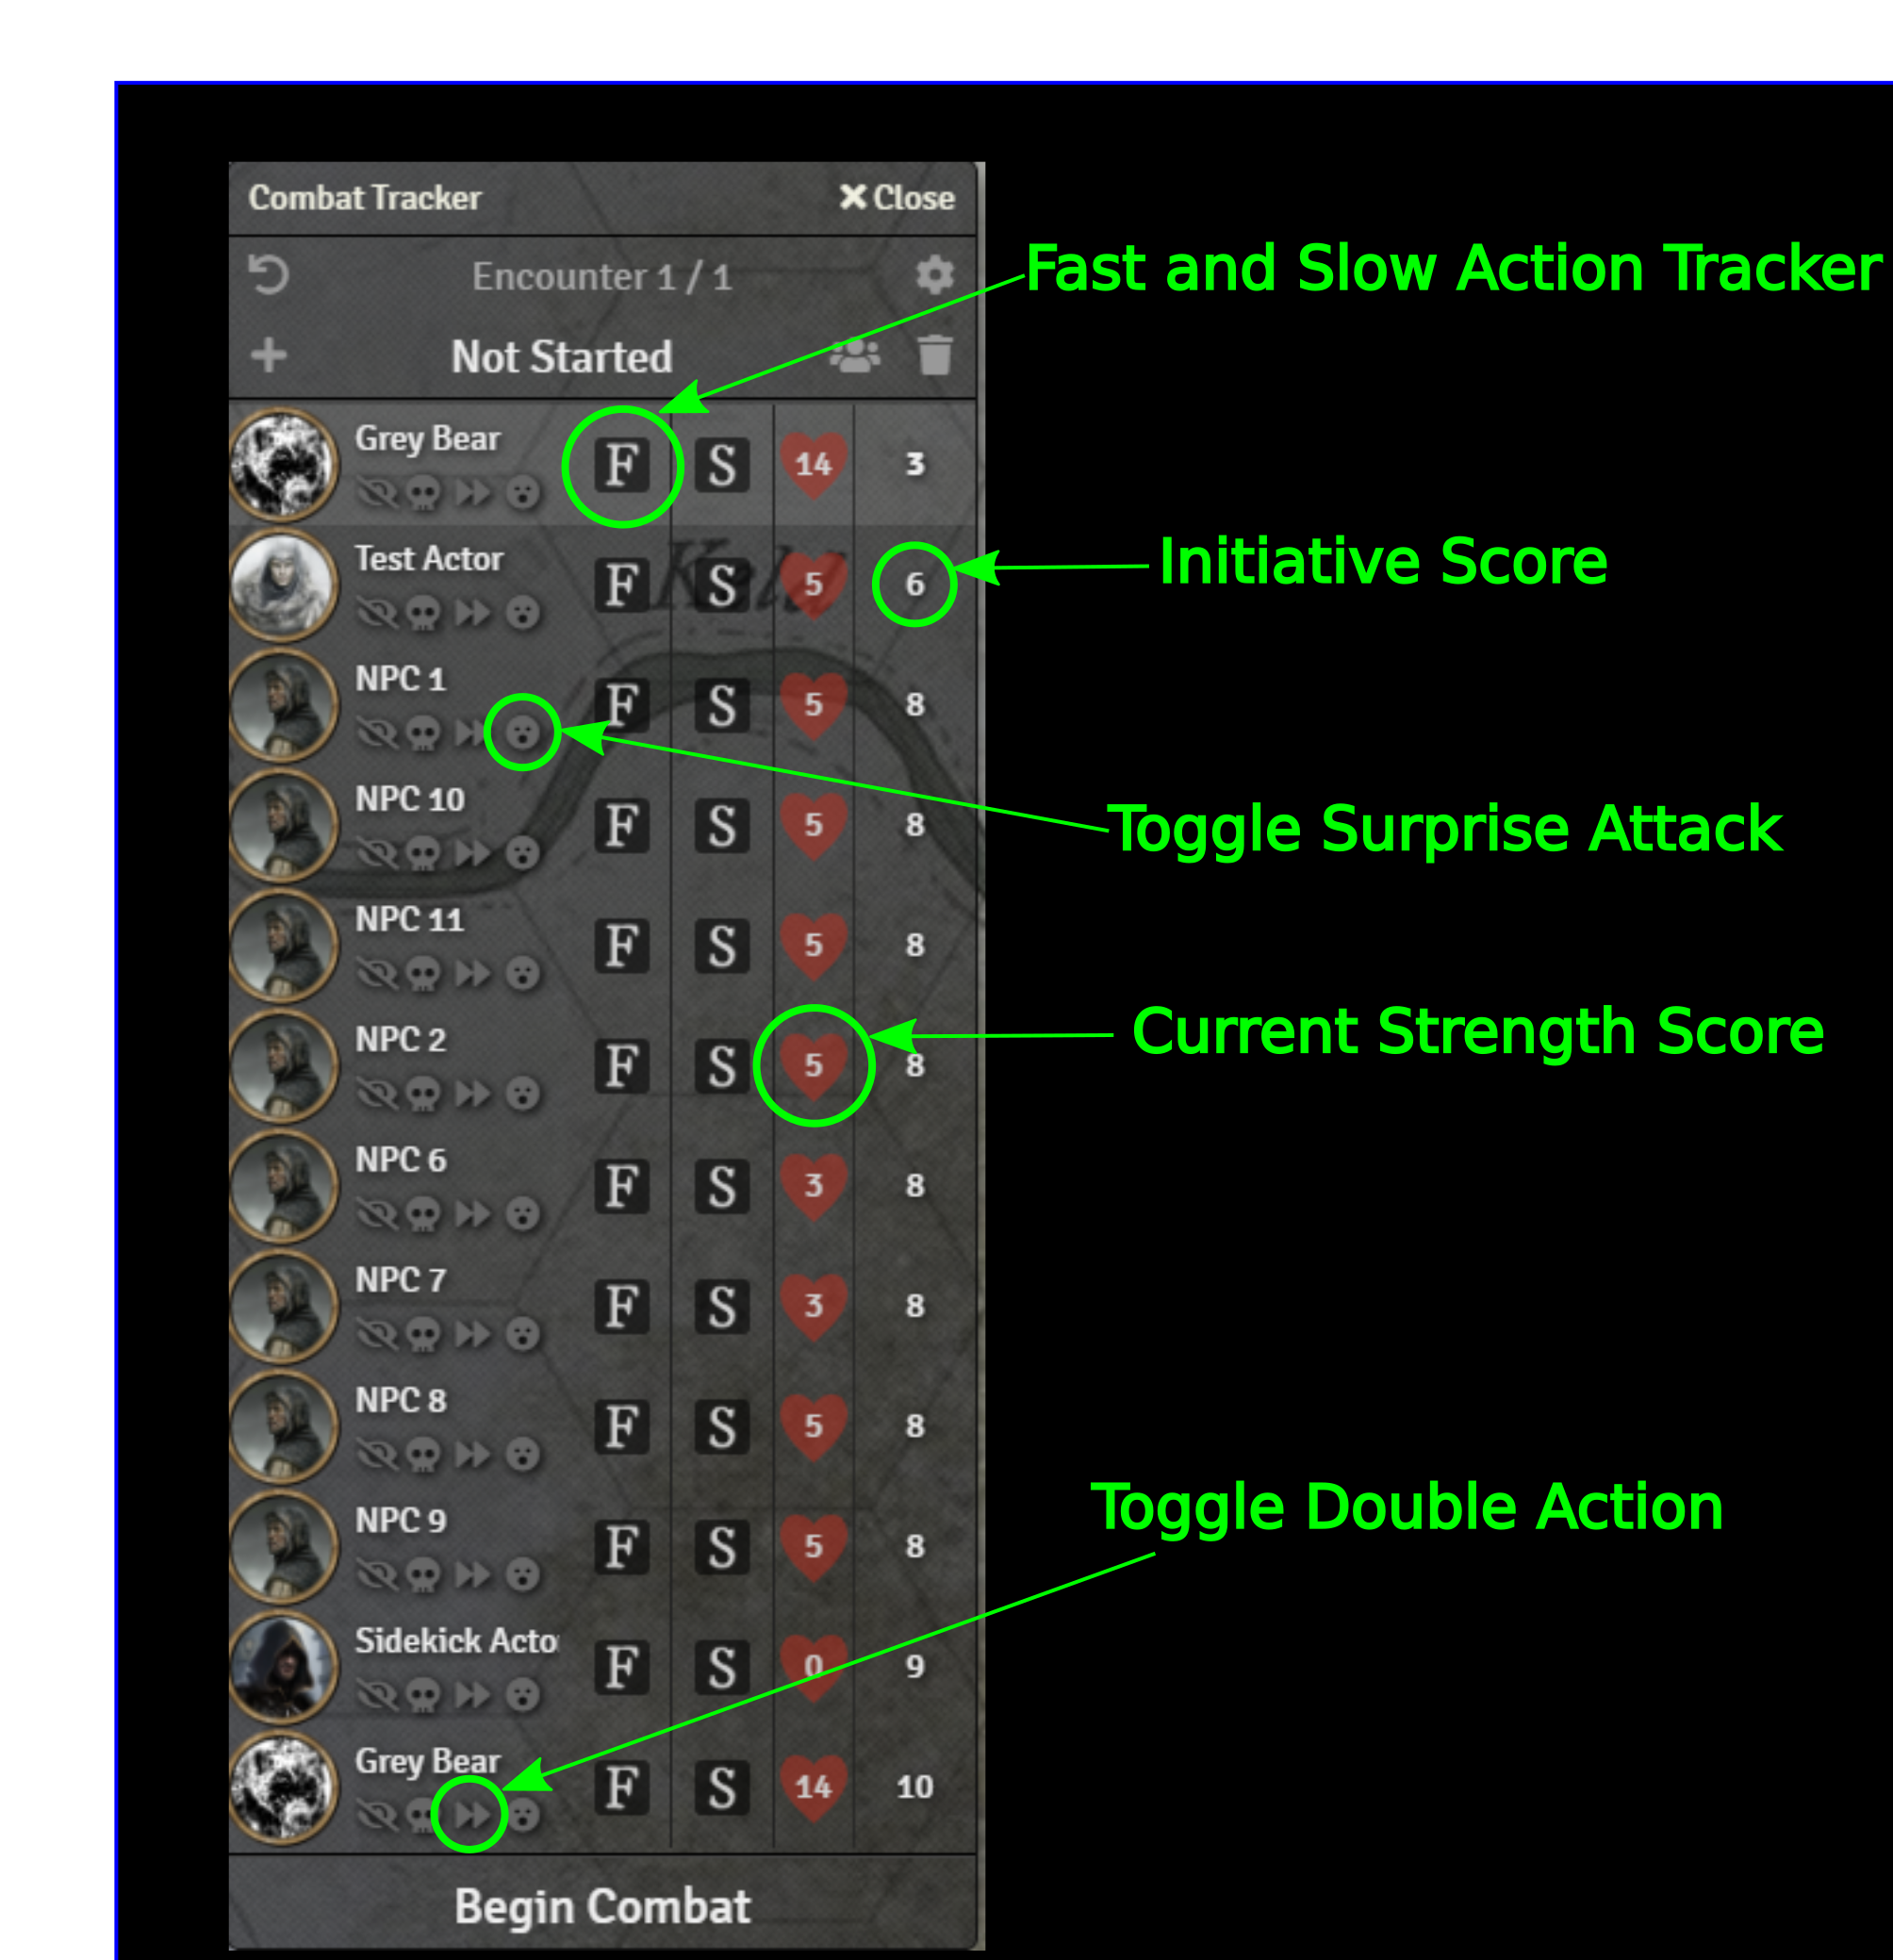 Combat Tracker Close
Encounter 1 / 1
Fast and Slow Action Tracker
Not Started
Grey Bear F S 14 3
Test Actor F S 5 6
Initiative Score
NPC 1 F S 5 8
NPC 10 F S 5 8
Toggle Surprise Attack
NPC 11 F S 5 8
NPC 2 F S 5 8
Current Strength Score
NPC 6 F S 3 8
NPC 7 F S 3 8
NPC 8 F S 5 8
NPC 9 F S 5 8
Toggle Double Action
Sidekick Acto F S 0 9
Grey Bear F S 14 10
Begin Combat